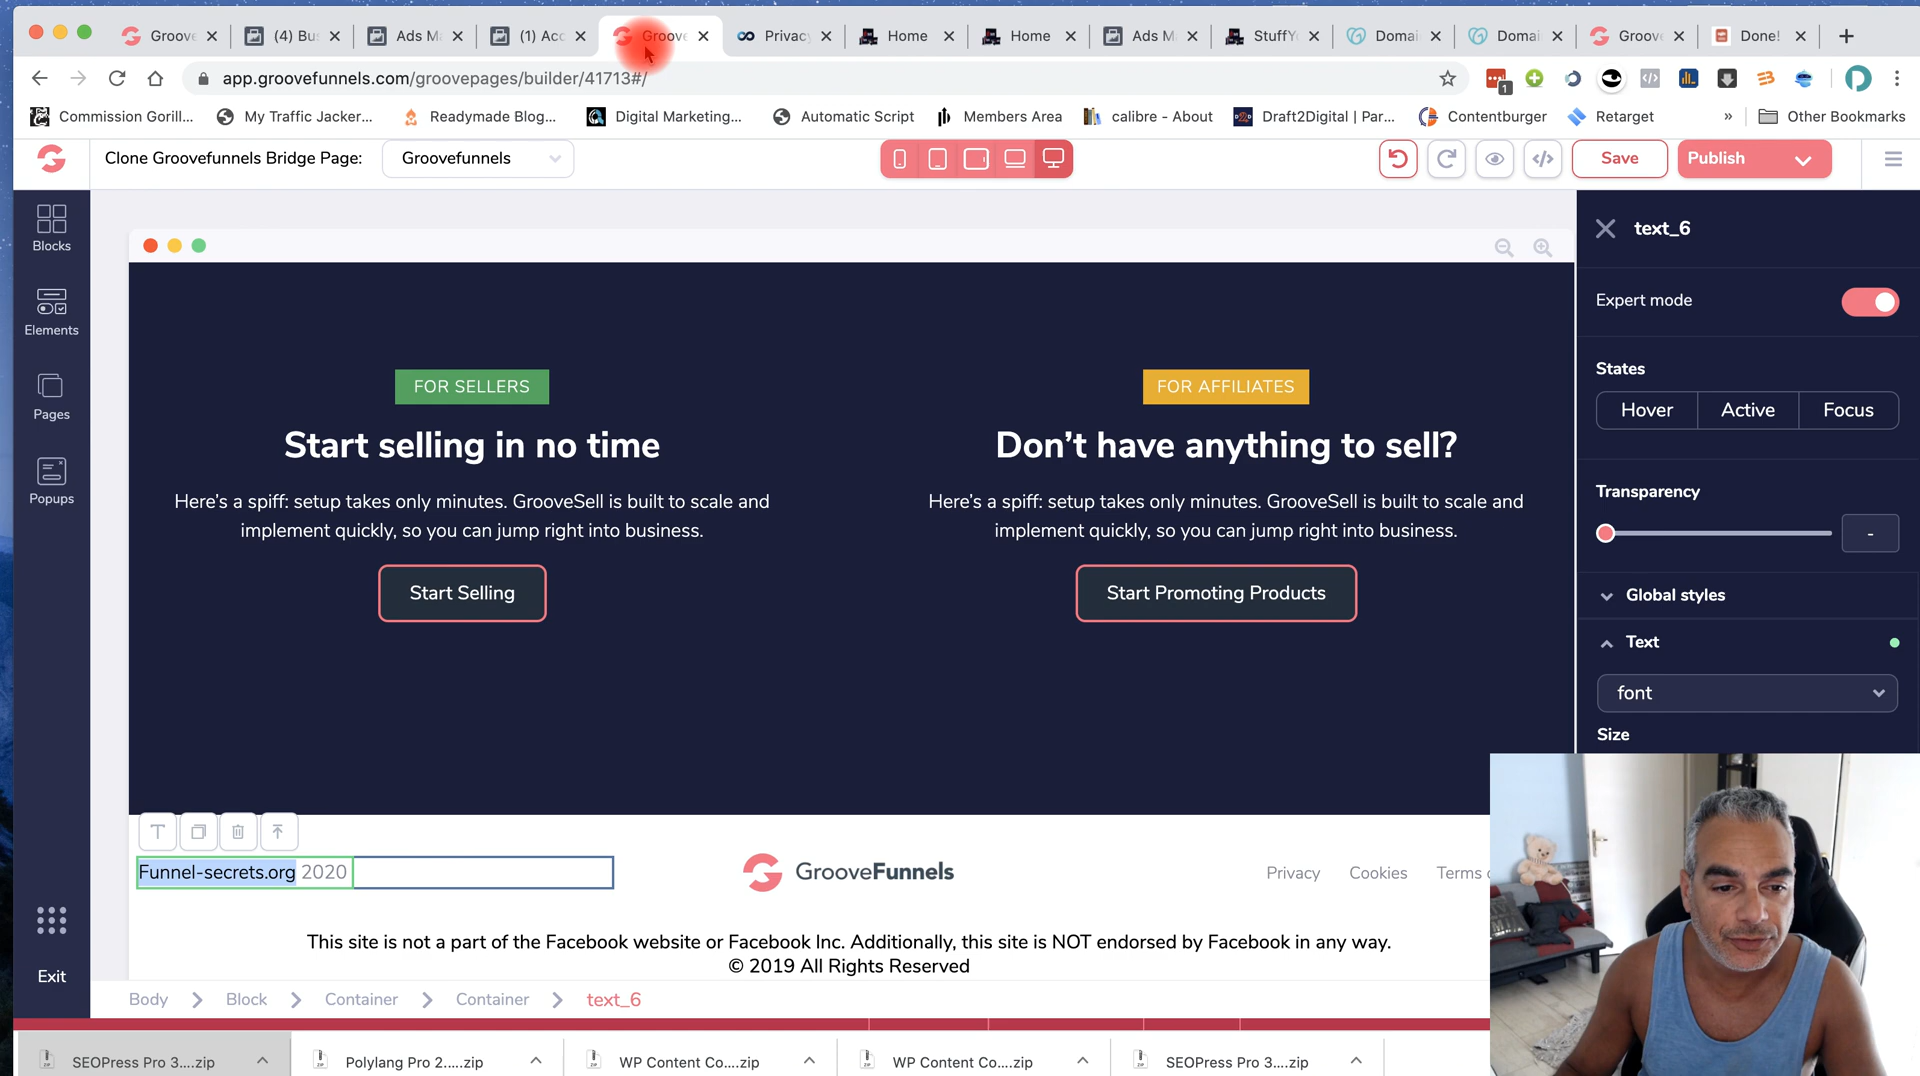 Groove
(4) Bus
Ads M
(1) Acc
Groove
Privac
Home
Home
Ads M
StuffY
Domai
Domai
Groove
Done!
app.groovefunnels.com/groovepages/builder/41713#/
1
Commission Gorill...
My Traffic Jacker...
Readymade Blog...
Digital Marketing...
Automatic Script
Members Area
calibre - About
Draft2Digital | Par...
Contentburger
Retarget
»
Other Bookmarks
Clone Groovefunnels Bridge Page:
Groovefunnels
Save
Publish
Blocks
Elements
Pages
Popups
Exit
FOR SELLERS
Start selling in no time
Here's a spiff: setup takes only minutes. GrooveSell is built to scale and
implement quickly, so you can jump right into business.
Start Selling
FOR AFFILIATES
Don't have anything to sell?
Here's a spiff: setup takes only minutes. GrooveSell is built to scale and
implement quickly, so you can jump right into business.
Start Promoting Products
T
Funnel-secrets.org 2020
GrooveFunnels
Privacy
Cookies
Terms
This site is not a part of the Facebook website or Facebook Inc. Additionally, this site is NOT endorsed by Facebook in any way.
© 2019 All Rights Reserved
Body
Block
Container
Container
text_6
text_6
Expert mode
States
Hover
Active
Focus
Transparency
-
Global styles
Text
font
Size
SEOPress Pro 3....zip
Polylang Pro 2.....zip
WP Content Co....zip
WP Content Co....zip
SEOPress Pro 3....zip